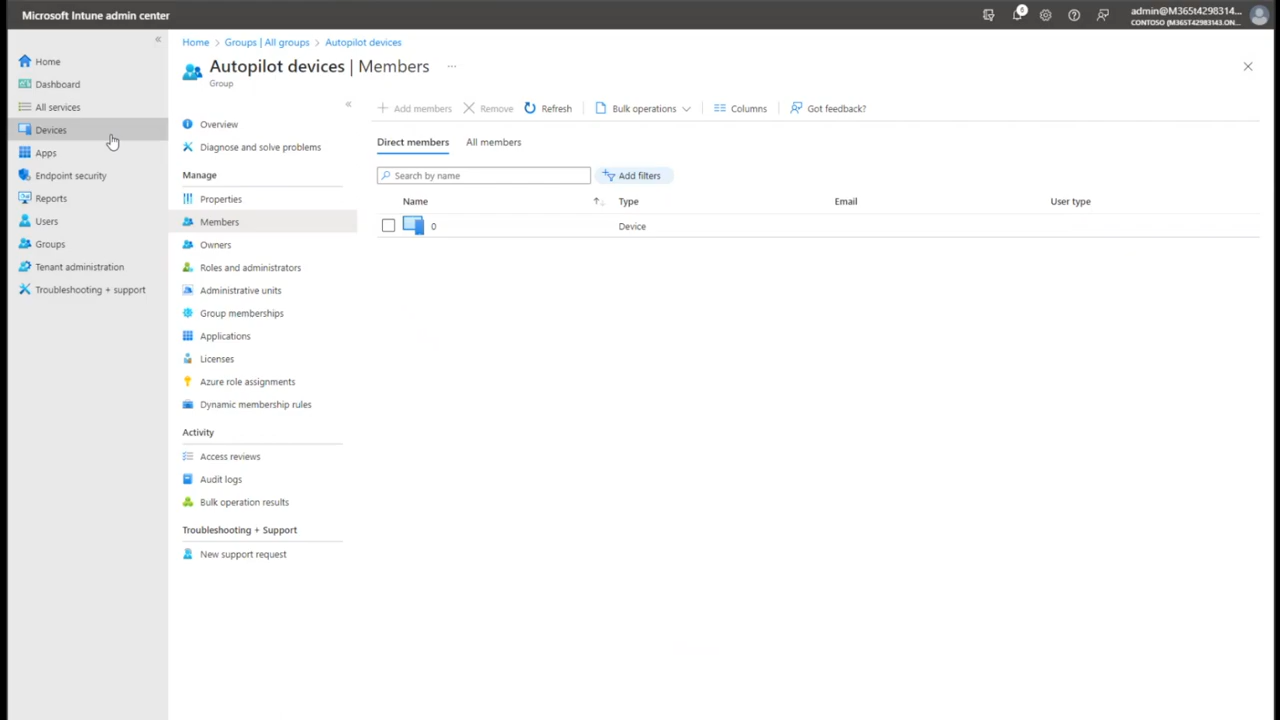 Microsoft Intune admin center
6
admin@M365t4298314...
CONTOSO (M365T4298143.ON...
Home
Dashboard
All services
Devices
Apps
Endpoint security
Reports
Users
Groups
Tenant administration
Troubleshooting + support
Home > Groups | All groups > Autopilot devices
Autopilot devices | Members ...
Group
Overview
Diagnose and solve problems
Manage
Properties
Members
Owners
Roles and administrators
Administrative units
Group memberships
Applications
Licenses
Azure role assignments
Dynamic membership rules
Activity
Access reviews
Audit logs
Bulk operation results
Troubleshooting + Support
New support request
Add members Remove Refresh Bulk operations Columns Got feedback?
Direct members All members
Search by name Add filters
Name Type Email User type
0 Device